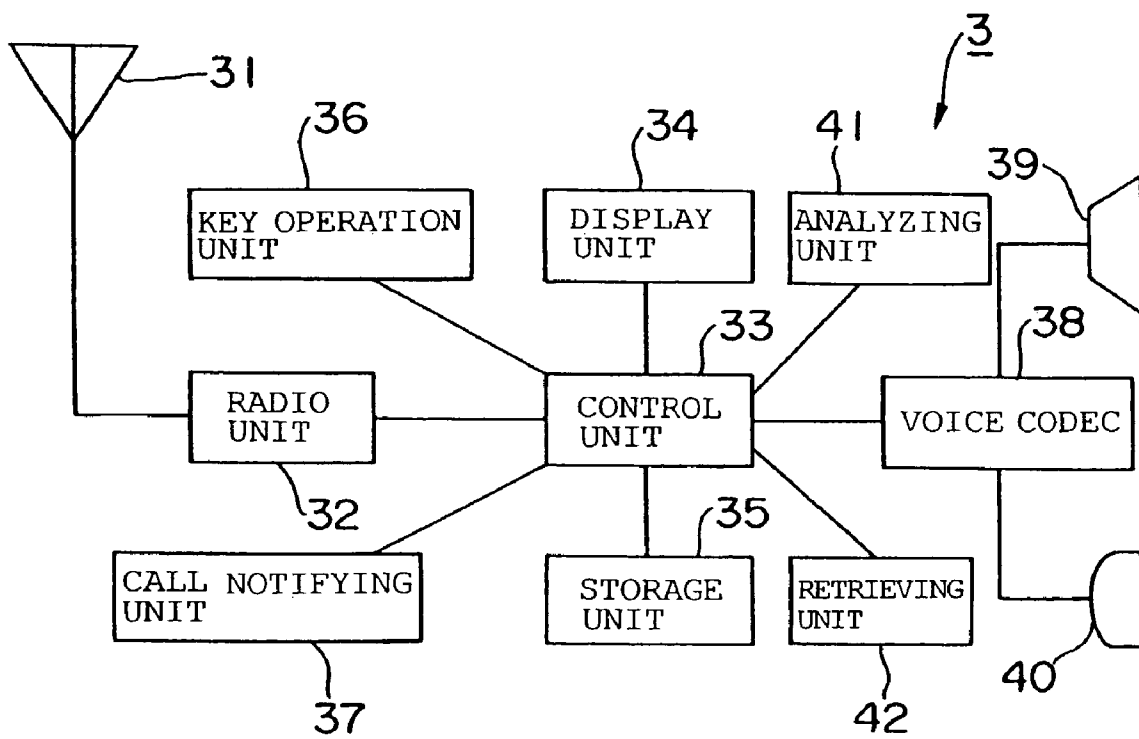 3
31
36
34
41
39
KEY OPERATION
UNIT
DISPLAY
UNIT
ANALYZING
UNIT
33
38
RADIO
UNIT
CONTROL
UNIT
VOICE CODEC
32
35
CALL NOTIFYING
UNIT
STORAGE
UNIT
RETRIEVING
UNIT
37
42
40